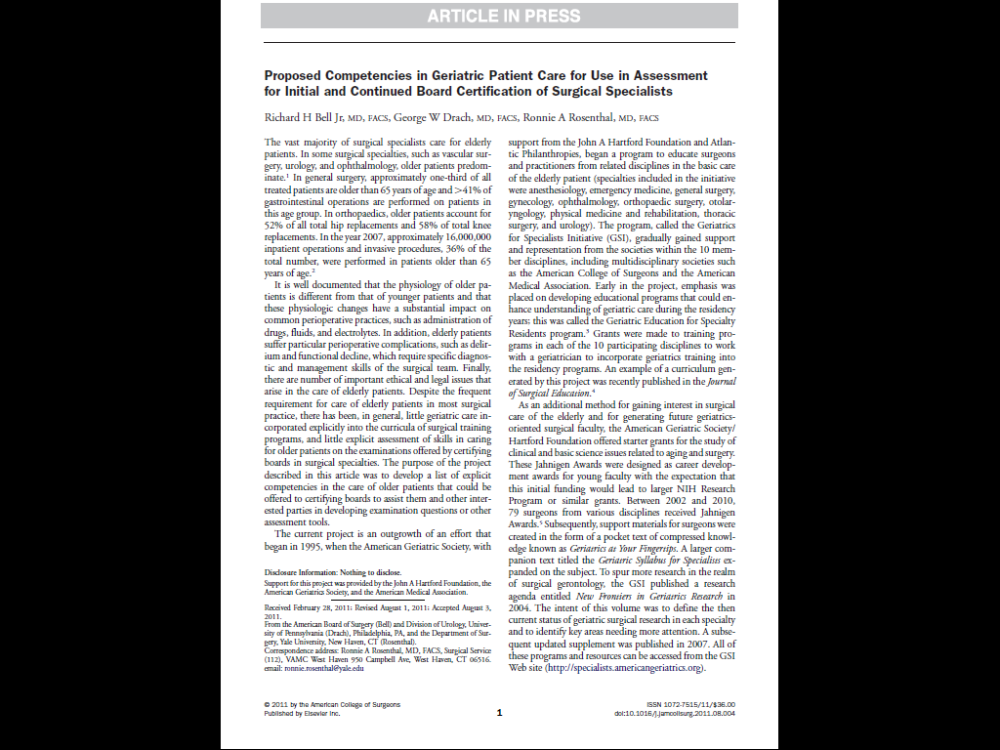 ARTICLE IN PRESS
Proposed Competencies in Geriatric Patient Care for Use in Assessment
for Initial and Continued Board Certification of Surgical Specialists
Richard H Bell Jr, MD, FACS, George W Drach, MD, FACS, Ronnie A Rosenthal, MD, FACS
The vast majority of surgical specialists care for elderly
patients. In some surgical specialties, such as vascular sur-
gery, urology, and ophthalmology, older patients predom-
inate.1 In general surgery, approximately one-third of all
treated patients are older than 65 years of age and >41% of
gastrointestinal operations are performed on patients in
this age group. In orthopaedics, older patients account for
52% of all total hip replacements and 58% of total knee
replacements. In the year 2007, approximately 16,000,000
inpatient operations and invasive procedures, 36% of the
total number, were performed in patients older than 65
years of age.2
It is well documented that the physiology of older pa-
tients is different from that of younger patients and that
these physiologic changes have a substantial impact on
common perioperative practices, such as administration of
drugs, fluids, and electrolytes. In addition, elderly patients
suffer particular perioperative complications, such as delir-
ium and functional decline, which require specific diagnos-
tic and management skills of the surgical team. Finally,
there are number of important ethical and legal issues that
arise in the care of elderly patients. Despite the frequent
requirement for care of elderly patients in most surgical
practice, there has been, in general, little geriatric care in-
corporated explicitly into the curricula of surgical training
programs, and little explicit assessment of skills in caring
for older patients on the examinations offered by certifying
boards in surgical specialties. The purpose of the project
described in this article was to develop a list of explicit
competencies in the care of older patients that could be
offered to certifying boards to assist them and other inter-
ested parties in developing examination questions or other
assessment tools.
The current project is an outgrowth of an effort that
began in 1995, when the American Geriatric Society, with
Disclosure Information: Nothing to disclose.
Support for this project was provided by the John A Hartford Foundation, the
American Geriatrics Society, and the American Medical Association.
Received February 28, 2011; Revised August 1, 2011; Accepted August 3,
2011.
From the American Board of Surgery (Bell) and Division of Urology, Univer-
sity of Pennsylvania (Drach), Philadelphia, PA, and the Department of Sur-
gery, Yale University, New Haven, CT (Rosenthal).
Correspondence address: Ronnie A Rosenthal, MD, FACS, Surgical Service
(112), VAMC West Haven 950 Campbell Ave, West Haven, CT 06516.
email: ronnie.rosenthal@yale.edu
support from the John A Hartford Foundation and Atlan-
tic Philanthropies, began a program to educate surgeons
and practitioners from related disciplines in the basic care
of the elderly patient (specialties included in the initiative
were anesthesiology, emergency medicine, general surgery,
gynecology, ophthalmology, orthopaedic surgery, otolar-
yngology, physical medicine and rehabilitation, thoracic
surgery, and urology). The program, called the Geriatrics
for Specialists Initiative (GSI), gradually gained support
and representation from the societies within the 10 mem-
ber disciplines, including multidisciplinary societies such
as the American College of Surgeons and the American
Medical Association. Early in the project, emphasis was
placed on developing educational programs that could en-
hance understanding of geriatric care during the residency
years; this was called the Geriatric Education for Specialty
Residents program.3 Grants were made to training pro-
grams in each of the 10 participating disciplines to work
with a geriatrician to incorporate geriatrics training into
the residency programs. An example of a curriculum gen-
erated by this project was recently published in the Journal
of Surgical Education.4
As an additional method for gaining interest in surgical
care of the elderly and for generating future geriatrics-
oriented surgical faculty, the American Geriatric Society/
Hartford Foundation offered starter grants for the study of
clinical and basic science issues related to aging and surgery.
These Jahnigen Awards were designed as career develop-
ment awards for young faculty with the expectation that
this initial funding would lead to larger NIH Research
Program or similar grants. Between 2002 and 2010,
79 surgeons from various disciplines received Jahnigen
Awards.5 Subsequently, support materials for surgeons were
created in the form of a pocket text of compressed knowl-
edge known as Geriatrics at Your Fingertips. A larger com-
panion text titled the Geriatric Syllabus for Specialists ex-
panded on the subject. To spur more research in the realm
of surgical gerontology, the GSI published a research
agenda entitled New Frontiers in Geriatrics Research in
2004. The intent of this volume was to define the then
current status of geriatric surgical research in each specialty
and to identify key areas needing more attention. A subse-
quent updated supplement was published in 2007. All of
these programs and resources can be accessed from the GSI
Web site (http://specialists.americangeriatrics.org).
© 2011 by the American College of Surgeons
Published by Elsevier Inc.
1
ISSN 1072-7515/11/$36.00
doi:10.1016/j.jamcollsurg.2011.08.004